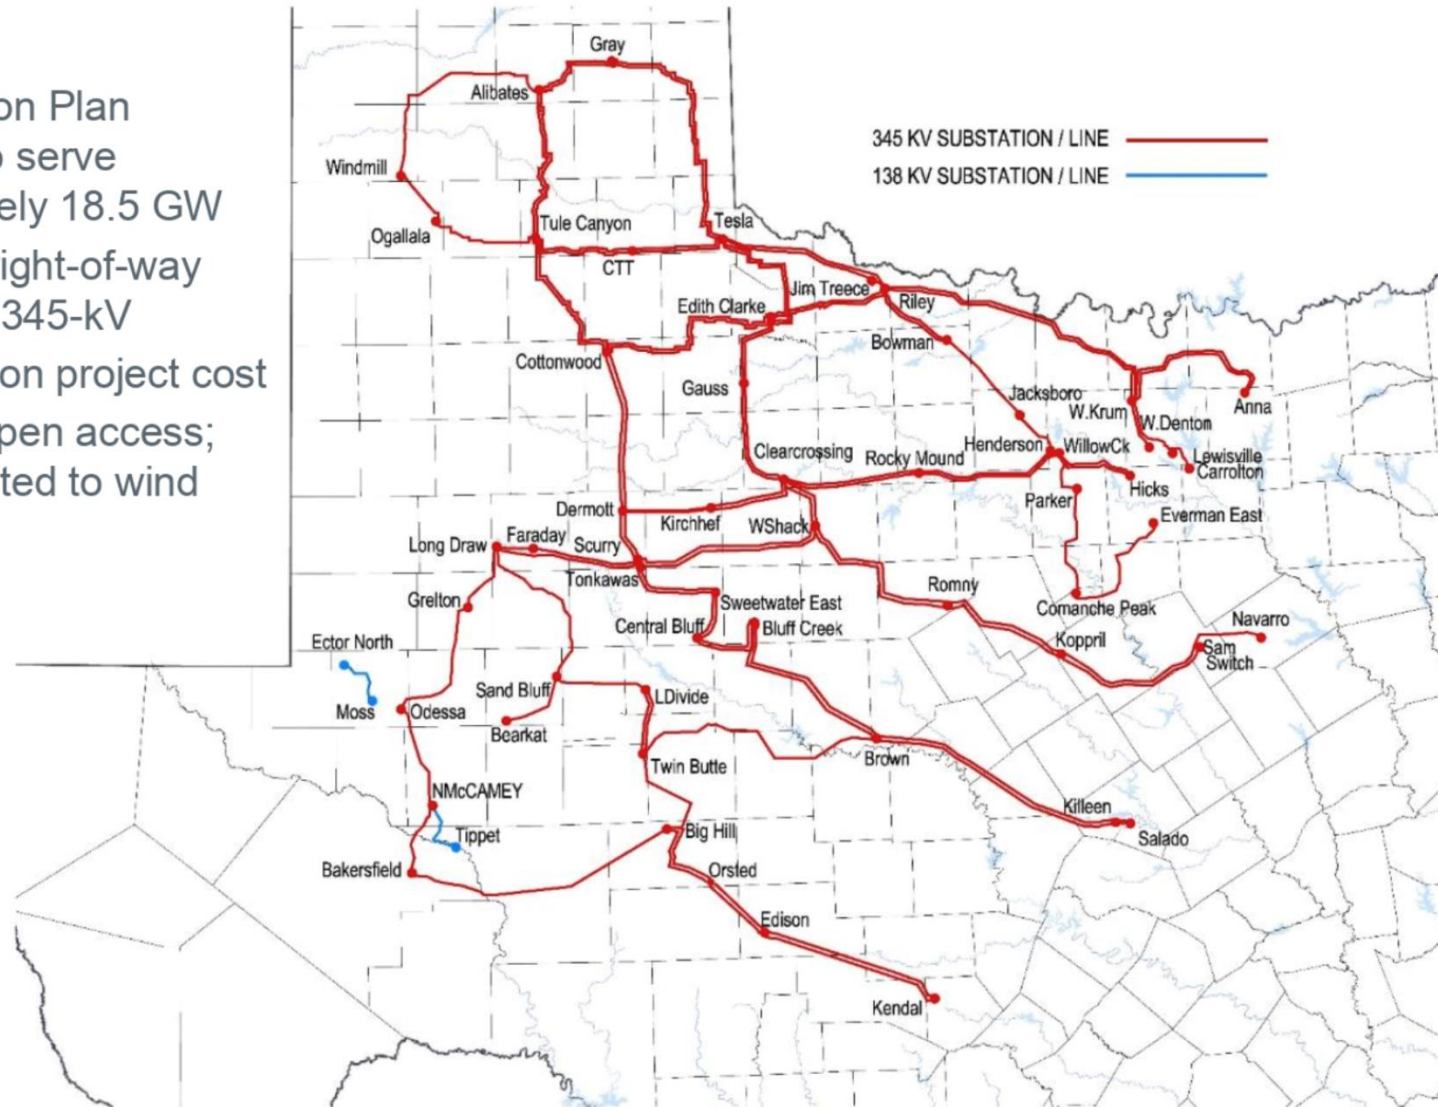 on Plan
o serve
ely 18.5 GW
ight-of-way
345-kV
on project cost
pen access;
ted to wind
345 KV SUBSTATION / LINE
138 KV SUBSTATION / LINE
Gray
Alibates
Windmill
Ogallala
Tule Canyon
Tesla
CTT
Jim Treece
Edith Clarke
Riley
Bowman
Cottonwood
Gauss
Jacksboro
W.Krum
Anna
W.Denton
Clearcrossing
Rocky Mound
Henderson
WillowCk
Lewisville
Carrolton
Hicks
Parker
Everman East
Dermott
Kirchhef
WShack
Long Draw
Faraday
Scurry
Tonkawas
Grelton
Sweetwater East
Romny
Comanche Peak
Central Bluff
Bluff Creek
Navarro
Koppril
Sam
Switch
Ector North
Moss
Odessa
Sand Bluff
LDivide
Bearkat
Twin Butte
Brown
NMcCAMEY
Killeen
Salado
Tippet
Big Hill
Bakersfield
Orsted
Edison
Kendal